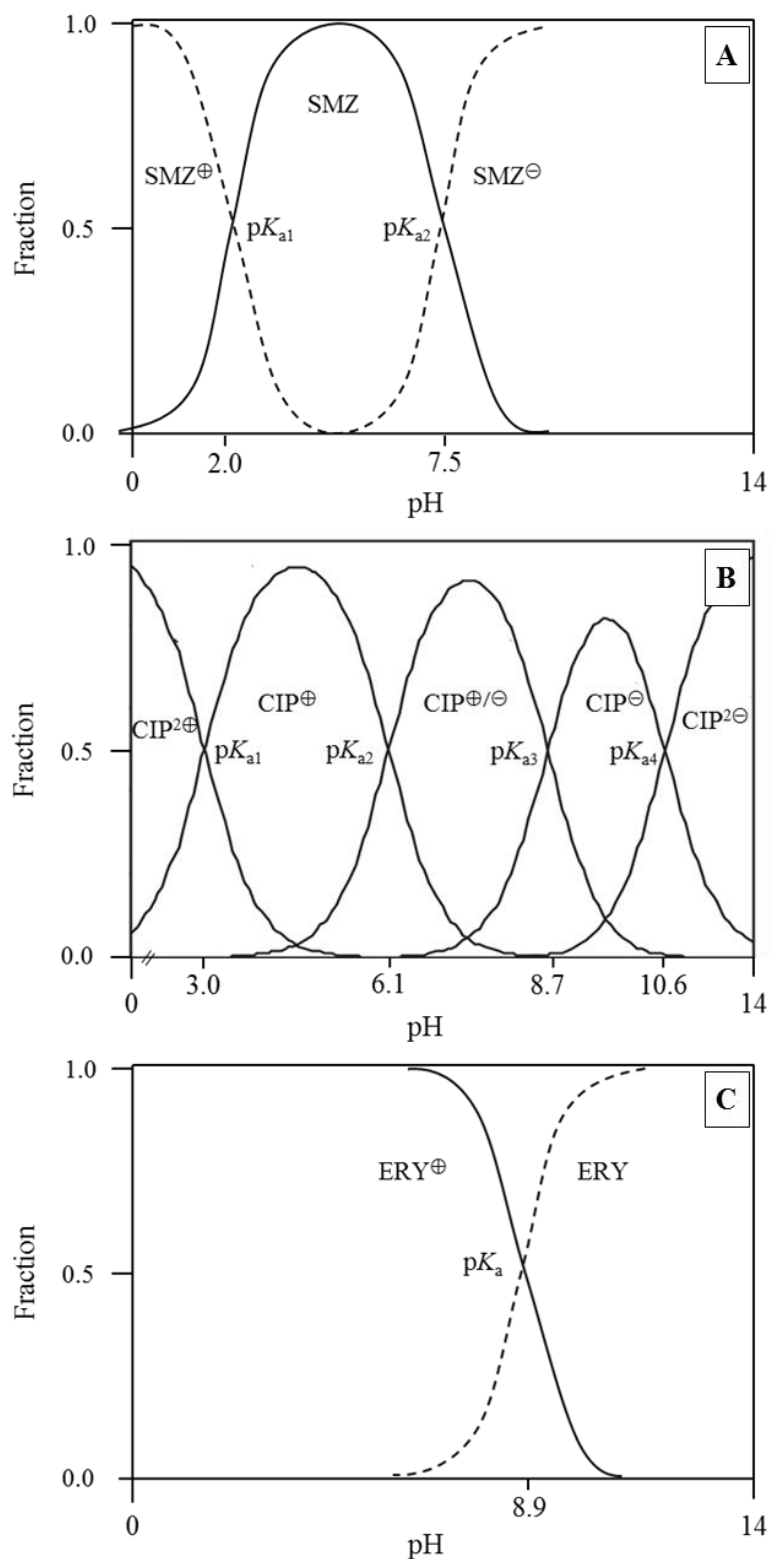 1.0
A
SMZ
SMZ⊕
SMZ⊖
Fraction
0.5
pKa1
pKa2
0.0
0
2.0
7.5
14
pH
1.0
B
CIP2⊕
CIP⊕
CIP⊕/⊖
CIP⊖
CIP2⊖
Fraction
0.5
pKa1
pKa2
pKa3
pKa4
0.0
0
3.0
6.1
8.7
10.6
14
pH
1.0
C
ERY⊕
ERY
Fraction
0.5
pKa
0.0
0
8.9
14
pH